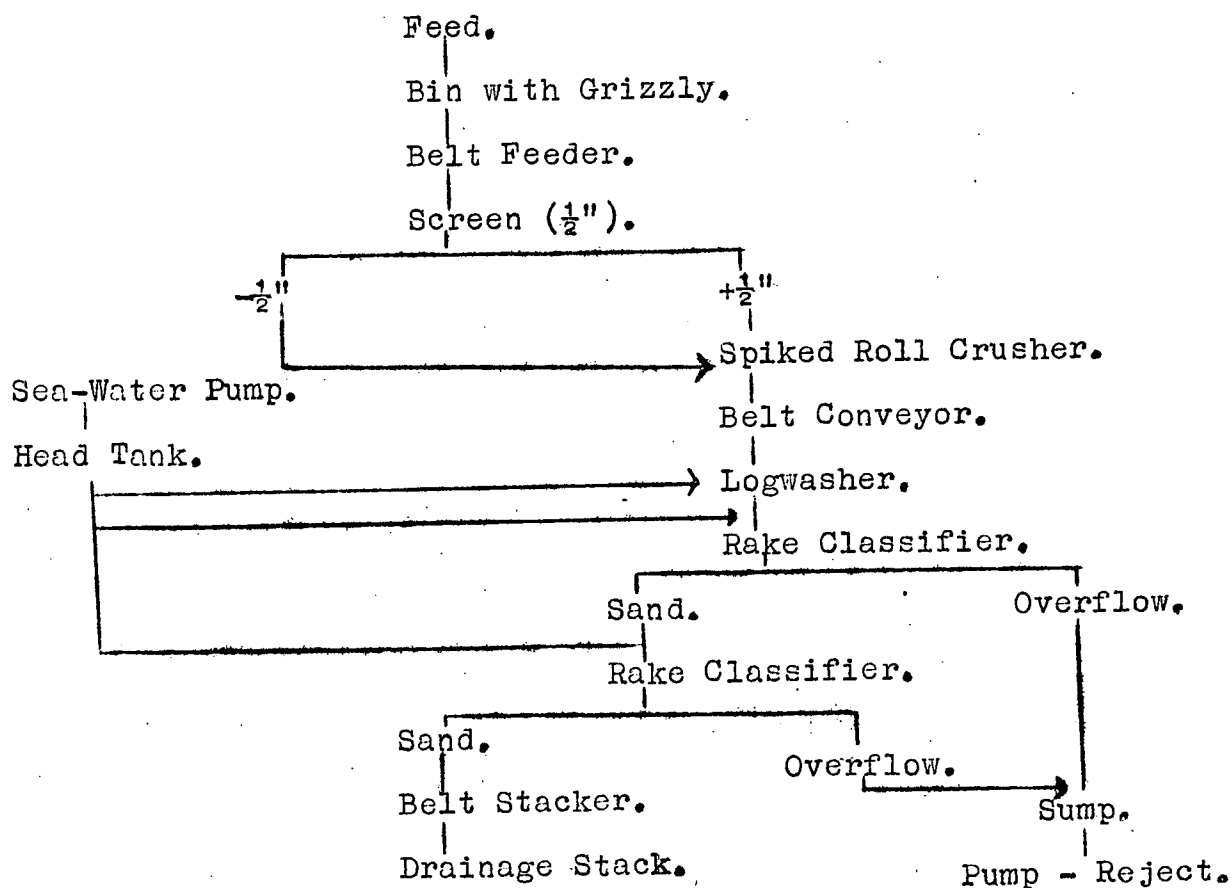 Feed.
Bin with Grizzly.
Belt Feeder.
Screen (½").
-½"
+½"
Spiked Roll Crusher.
Sea-Water Pump.
Belt Conveyor.
Head Tank.
Logwasher.
Rake Classifier.
Sand.
Overflow.
Rake Classifier.
Sand.
Overflow.
Belt Stacker.
Sump.
Drainage Stack.
Pump - Reject.